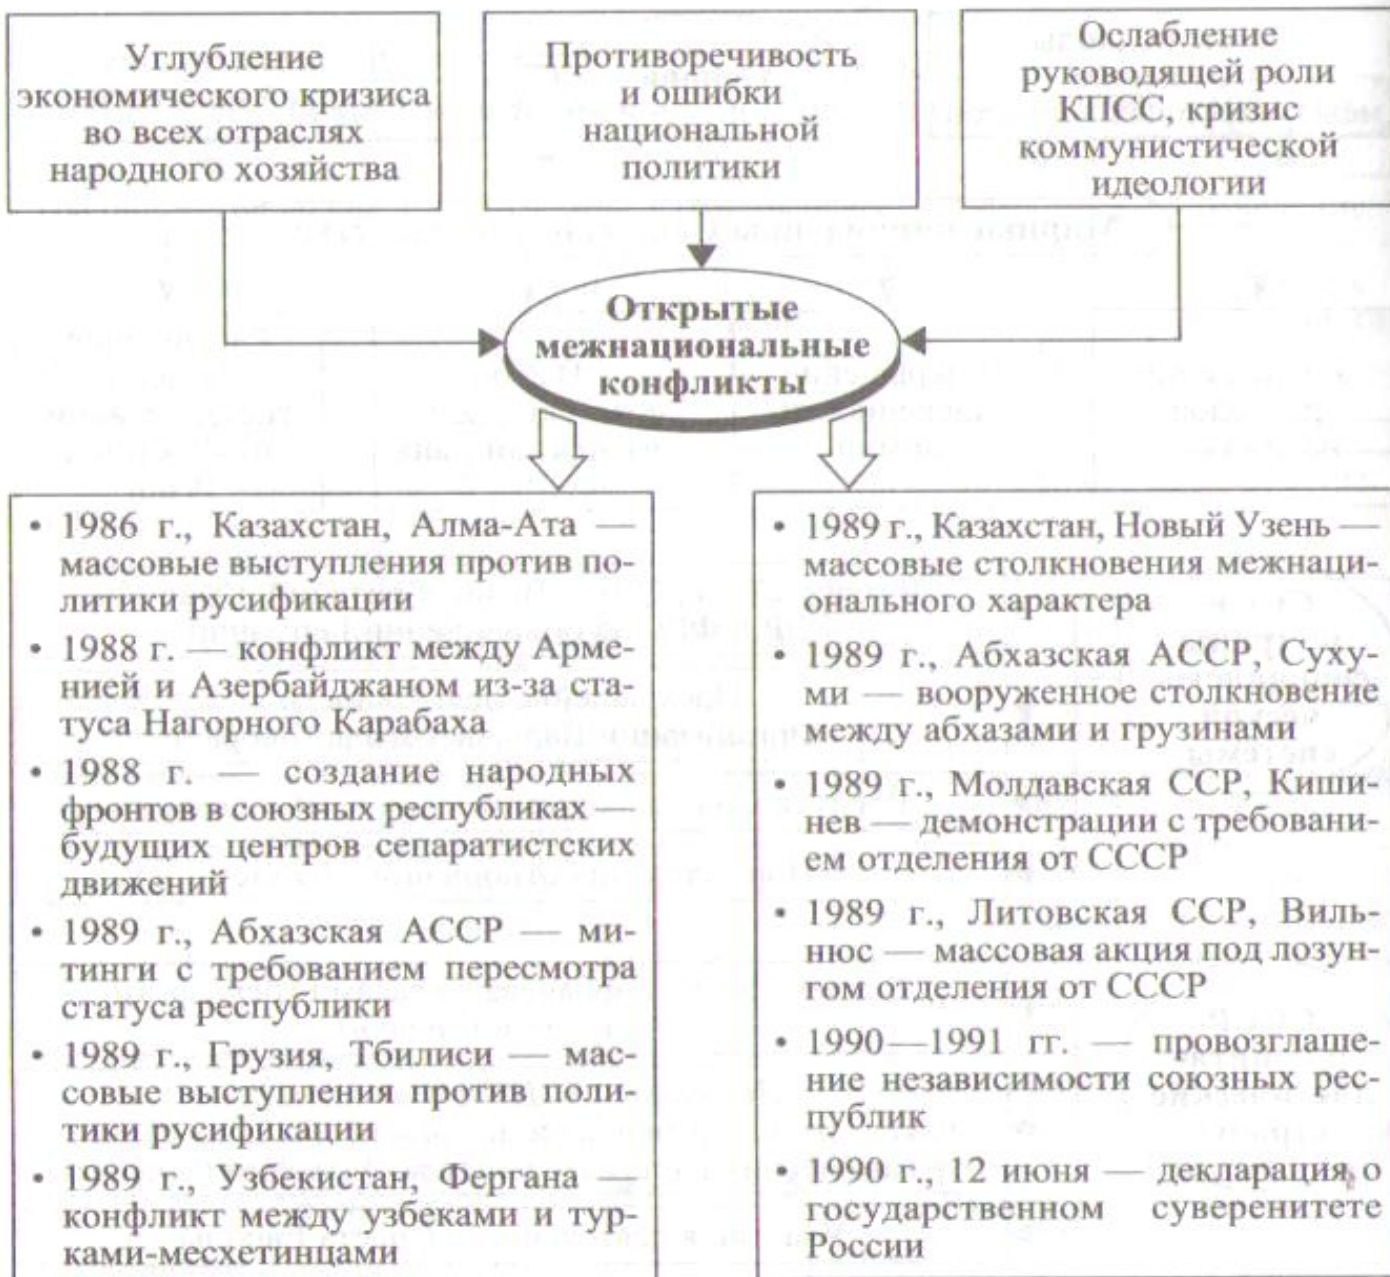 Углубление
экономического кризиса
во всех отраслях
народного хозяйства
Противоречивость
и ошибки
национальной
политики
Ослабление
руководящей роли
КПСС, кризис
коммунистической
идеологии
Открытые
межнациональные
конфликты
• 1986 г., Казахстан, Алма-Ата —
массовые выступления против по-
литики русификации
• 1988 г. — конфликт между Арме-
нией и Азербайджаном из-за ста-
туса Нагорного Карабаха
• 1988 г. — создание народных
фронтов в союзных республиках —
будущих центров сепаратистских
движений
• 1989 г., Абхазская АССР — ми-
тинги с требованием пересмотра
статуса республики
• 1989 г., Грузия, Тбилиси — мас-
совые выступления против поли-
тики русификации
• 1989 г., Узбекистан, Фергана —
конфликт между узбеками и тур-
ками-месхетинцами
• 1989 г., Казахстан, Новый Узень —
массовые столкновения межнаци-
онального характера
• 1989 г., Абхазская АССР, Суху-
ми — вооруженное столкновение
между абхазами и грузинами
• 1989 г., Молдавская ССР, Киши-
нев — демонстрации с требовани-
ем отделения от СССР
• 1989 г., Литовская ССР, Виль-
нюс — массовая акция под лозун-
гом отделения от СССР
• 1990—1991 гг. — провозглаше-
ние независимости союзных рес-
публик
• 1990 г., 12 июня — декларация о
государственном суверенитете
России